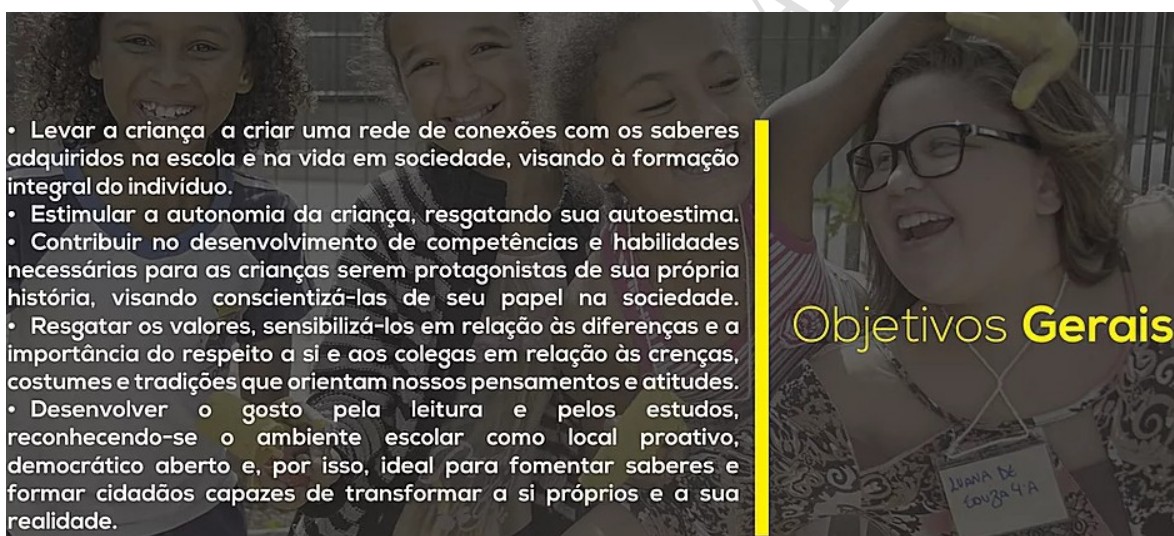 • Levar a criança a criar uma rede de conexões com os saberes
adquiridos na escola e na vida em sociedade, visando à formação
integral do indivíduo.
• Estimular a autonomia da criança, resgatando sua autoestima.
• Contribuir no desenvolvimento de competências e habilidades
necessárias para as crianças serem protagonistas de sua própria
história, visando conscientizá-las de seu papel na sociedade.
• Resgatar os valores, sensibilizá-los em relação às diferenças e a
importância do respeito a si e aos colegas em relação às crenças,
costumes e tradições que orientam nossos pensamentos e atitudes.
• Desenvolver o gosto pela leitura e pelos estudos,
reconhecendo-se o ambiente escolar como local proativo,
democrático aberto e, por isso, ideal para fomentar saberes e
formar cidadãos capazes de transformar a si próprios e a sua
realidade.
Objetivos Gerais
LUANA DE
SOUZA 4ºA